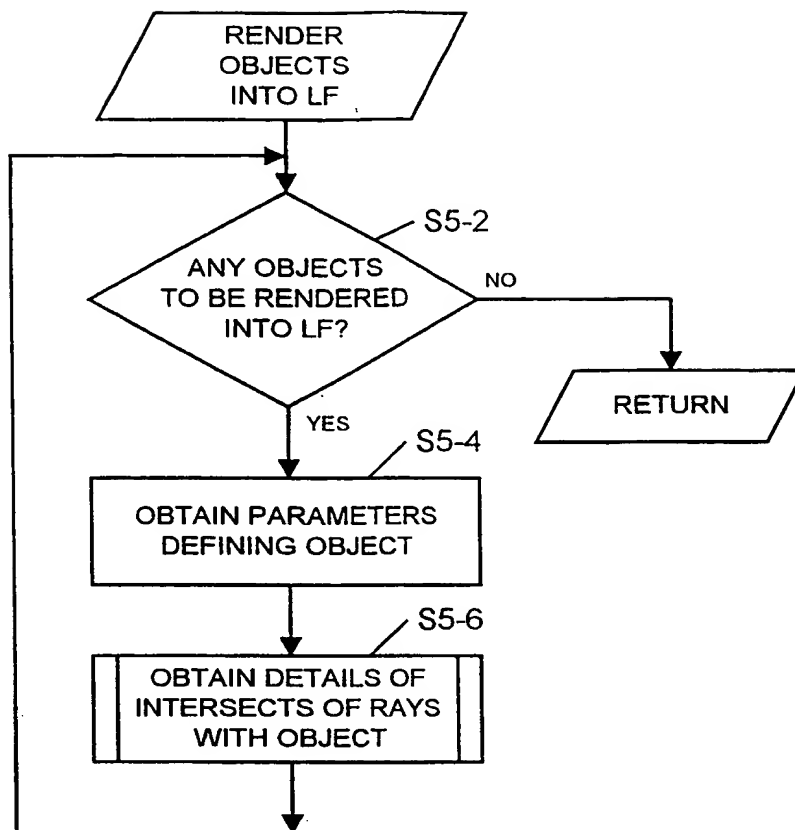 RENDER
OBJECTS
INTO LF
S5-2
ANY OBJECTS
TO BE RENDERED
INTO LF?
NO
RETURN
YES
S5-4
OBTAIN PARAMETERS
DEFINING OBJECT
S5-6
OBTAIN DETAILS OF
INTERSECTS OF RAYS
WITH OBJECT